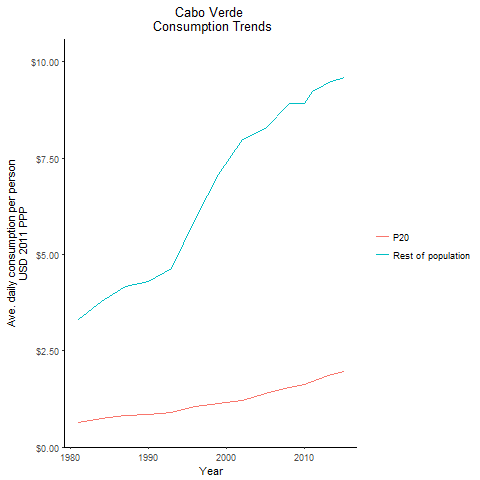 Cabo Verde
Consumption Trends
$10.00
$7.50
$5.00
$2.50
$0.00
Ave. daily consumption per person
USD 2011 PPP
1980
1990
2000
2010
Year
P20
Rest of population